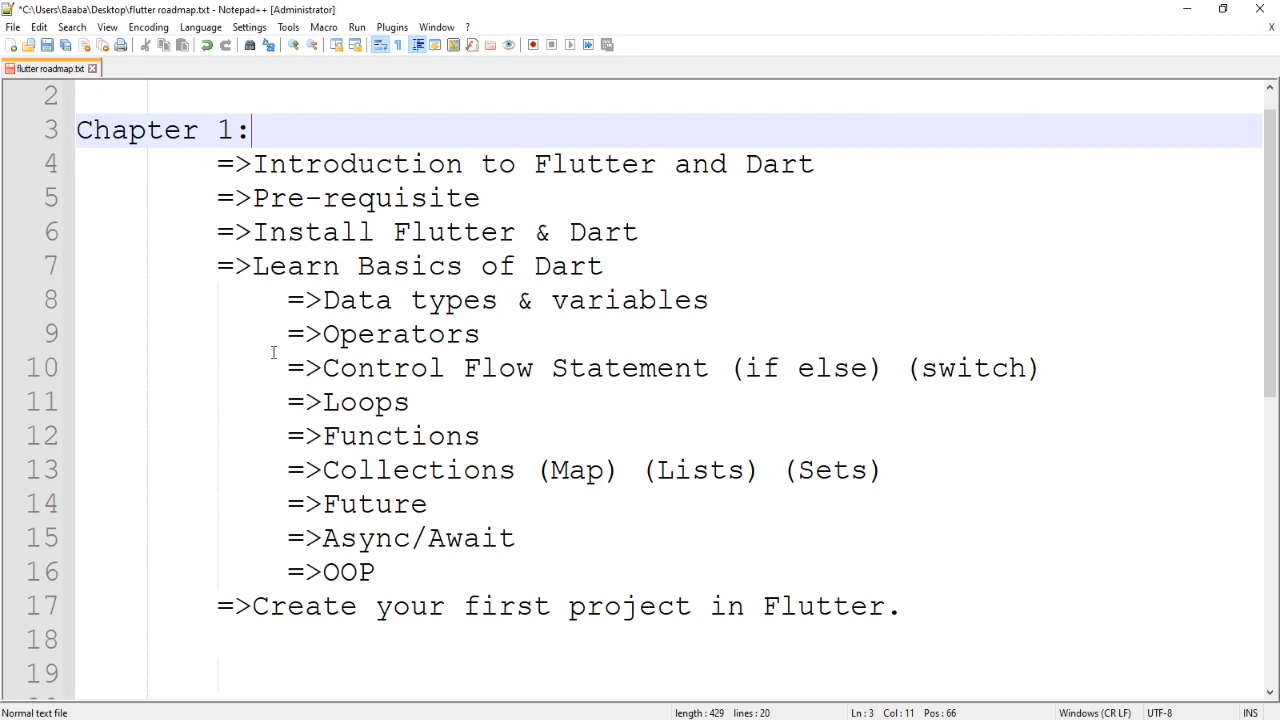 *C:\Users\Baaba\Desktop\flutter roadmap.txt - Notepad++ [Administrator]
File Edit Search View Encoding Language Settings Tools Macro Run Plugins Window ? X
flutter roadmap.txt
2
3 Chapter 1:
4 =>Introduction to Flutter and Dart
5 =>Pre-requisite
6 =>Install Flutter & Dart
7 =>Learn Basics of Dart
8 =>Data types & variables
9 =>Operators
10 =>Control Flow Statement (if else) (switch)
11 =>Loops
12 =>Functions
13 =>Collections (Map) (Lists) (Sets)
14 =>Future
15 =>Async/Await
16 =>OOP
17 =>Create your first project in Flutter.
18
19
Normal text file length : 429 lines : 20 Ln : 3 Col : 11 Pos : 66 Windows (CR LF) UTF-8 INS